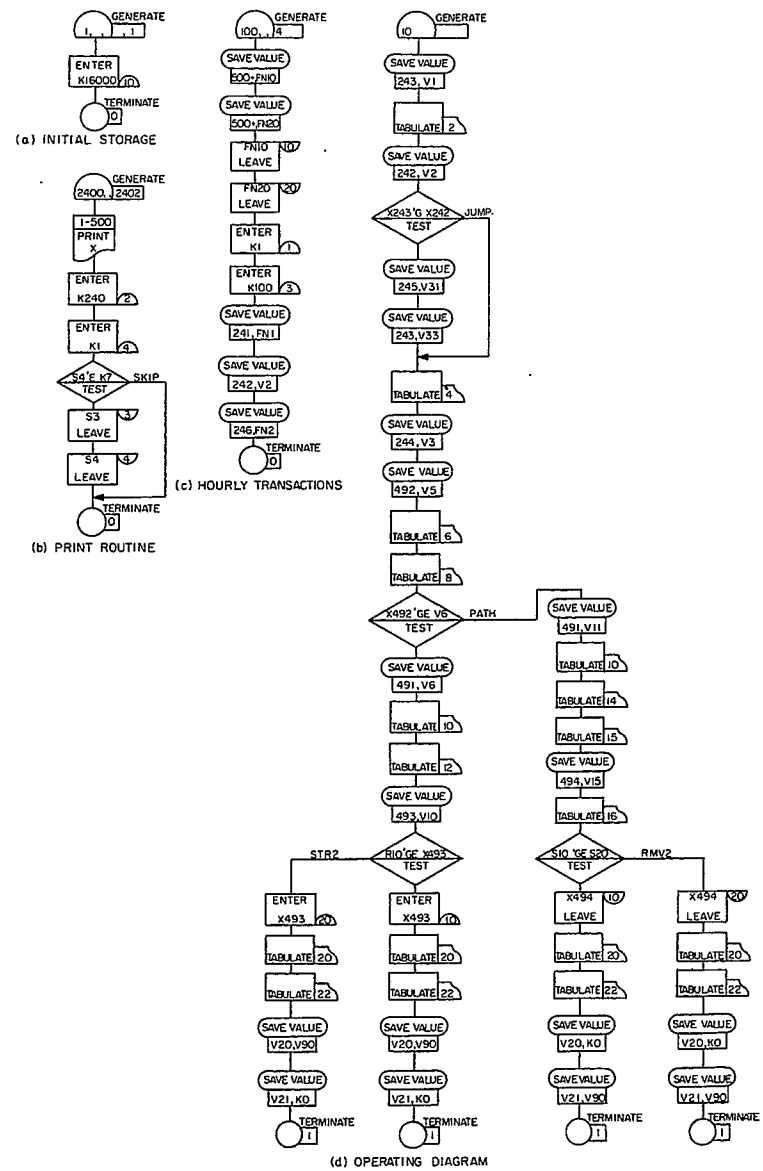 GENERATE
1, , ,1
ENTER
K16000
10
TERMINATE
0
(a) INITIAL STORAGE
GENERATE
2400, ,2402
1-500
PRINT
X
ENTER
K240
2
ENTER
K1
4
S4'E K7
TEST
SKIP
S3
LEAVE
3
S4
LEAVE
4
TERMINATE
0
(b) PRINT ROUTINE
GENERATE
100, ,4
SAVE VALUE
500+,FN10
SAVE VALUE
500+,FN20
FN10
LEAVE
10
FN20
LEAVE
20
ENTER
K1
1
ENTER
K100
3
SAVE VALUE
241, FN1
SAVE VALUE
242, V2
SAVE VALUE
246, FN2
TERMINATE
0
(c) HOURLY TRANSACTIONS
GENERATE
10
SAVE VALUE
243, V1
TABULATE
2
SAVE VALUE
242, V2
X243'G X242
TEST
JUMP
SAVE VALUE
245, V31
SAVE VALUE
243, V33
TABULATE
4
SAVE VALUE
244, V3
SAVE VALUE
492, V5
TABULATE
6
TABULATE
8
X492'GE V6
TEST
PATH
SAVE VALUE
491, V6
TABULATE
10
TABULATE
12
SAVE VALUE
493, V10
R10'GE X493
TEST
STR2
ENTER
X493
20
TABULATE
20
TABULATE
22
SAVE VALUE
V20, V90
SAVE VALUE
V21, K0
TERMINATE
1
ENTER
X493
10
TABULATE
20
TABULATE
22
SAVE VALUE
V20, V90
SAVE VALUE
V21, K0
TERMINATE
1
SAVE VALUE
491, V11
TABULATE
10
TABULATE
14
TABULATE
15
SAVE VALUE
494, V15
TABULATE
16
S10 'GE S20
TEST
RMV2
X494
LEAVE
10
TABULATE
20
TABULATE
22
SAVE VALUE
V20, K0
SAVE VALUE
V21, V90
TERMINATE
1
X494
LEAVE
20
TABULATE
20
TABULATE
22
SAVE VALUE
V20, K0
SAVE VALUE
V21, V90
TERMINATE
1
(d) OPERATING DIAGRAM